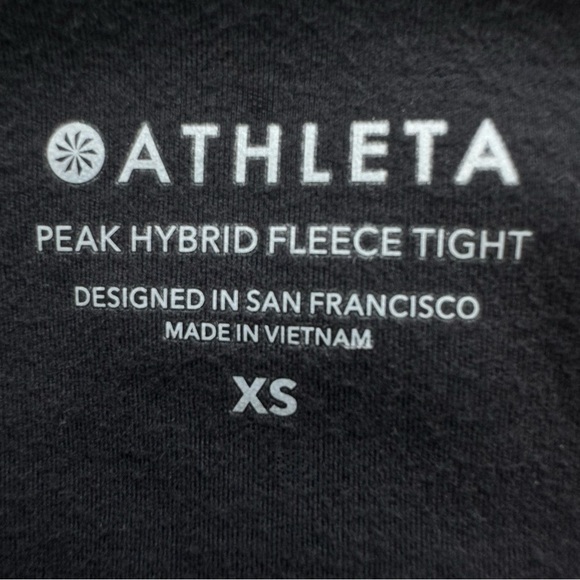 ATHLETA
PEAK HYBRID FLEECE TIGHT
DESIGNED IN SAN FRANCISCO
MADE IN VIETNAM
XS